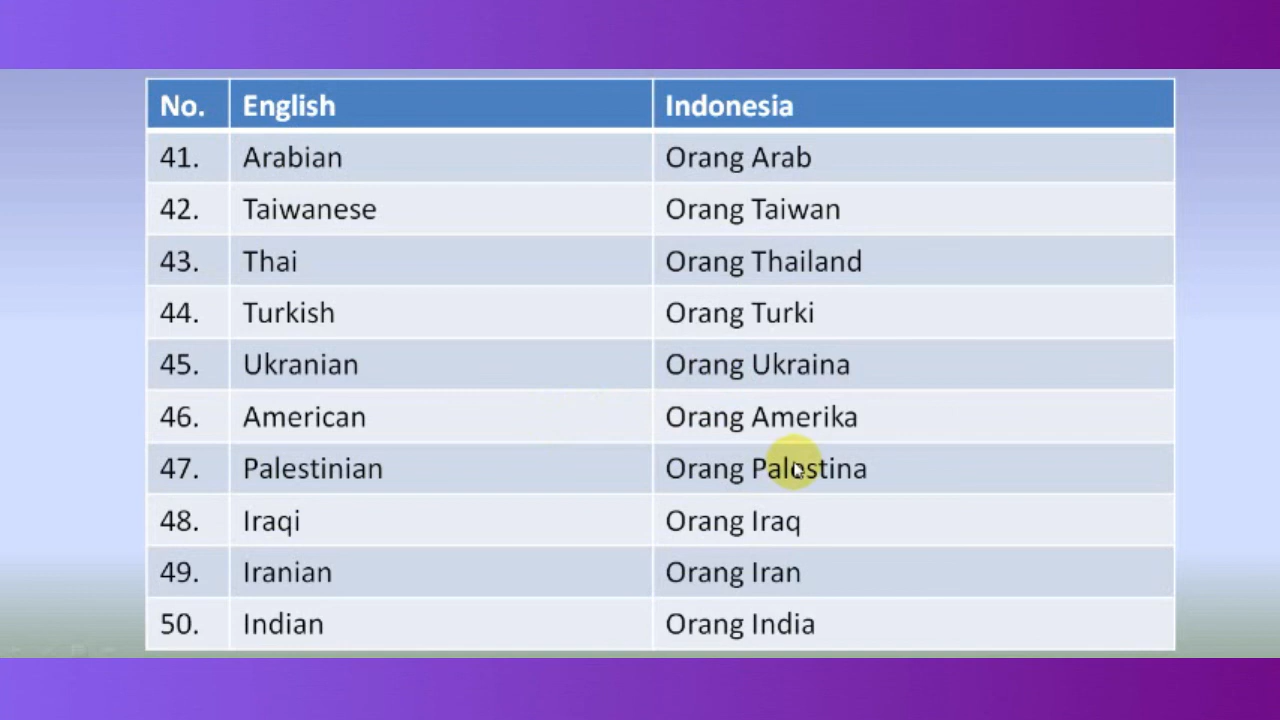 No. English Indonesia
41. Arabian Orang Arab
42. Taiwanese Orang Taiwan
43. Thai Orang Thailand
44. Turkish Orang Turki
45. Ukranian Orang Ukraina
46. American Orang Amerika
47. Palestinian Orang Palestina
48. Iraqi Orang Iraq
49. Iranian Orang Iran
50. Indian Orang India